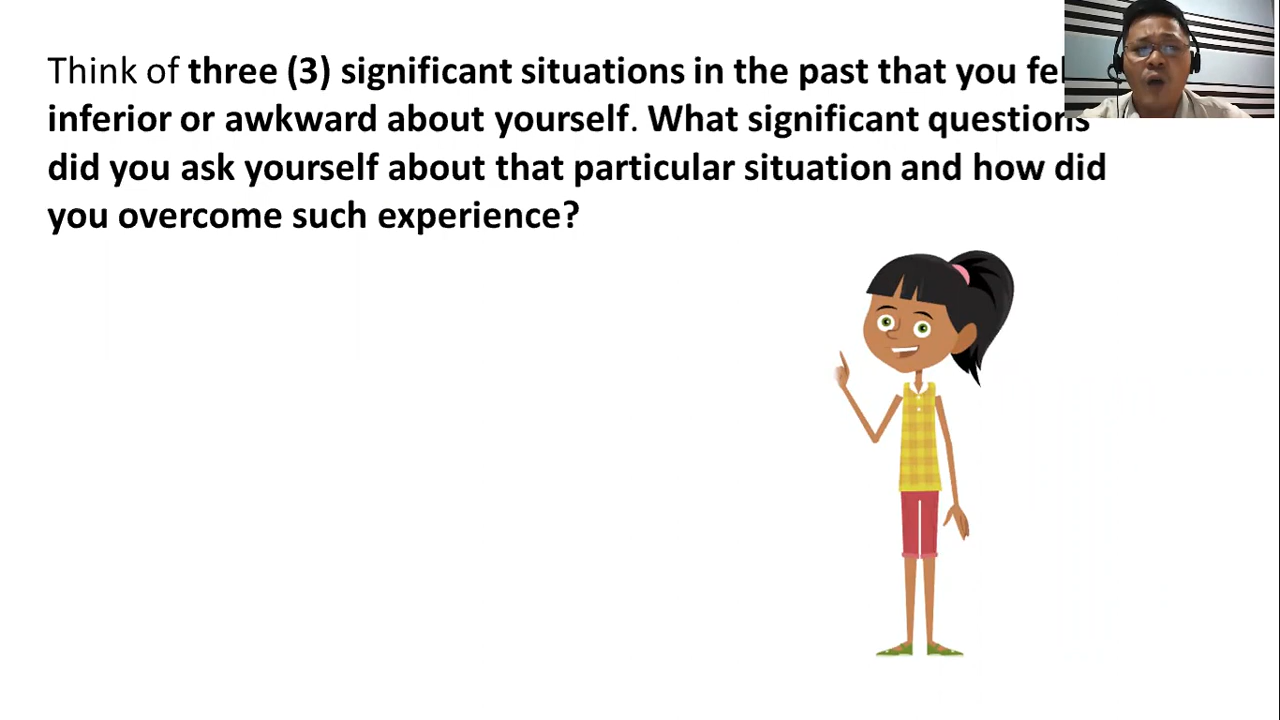 Think of three (3) significant situations in the past that you fel
inferior or awkward about yourself. What significant questions
did you ask yourself about that particular situation and how did
you overcome such experience?